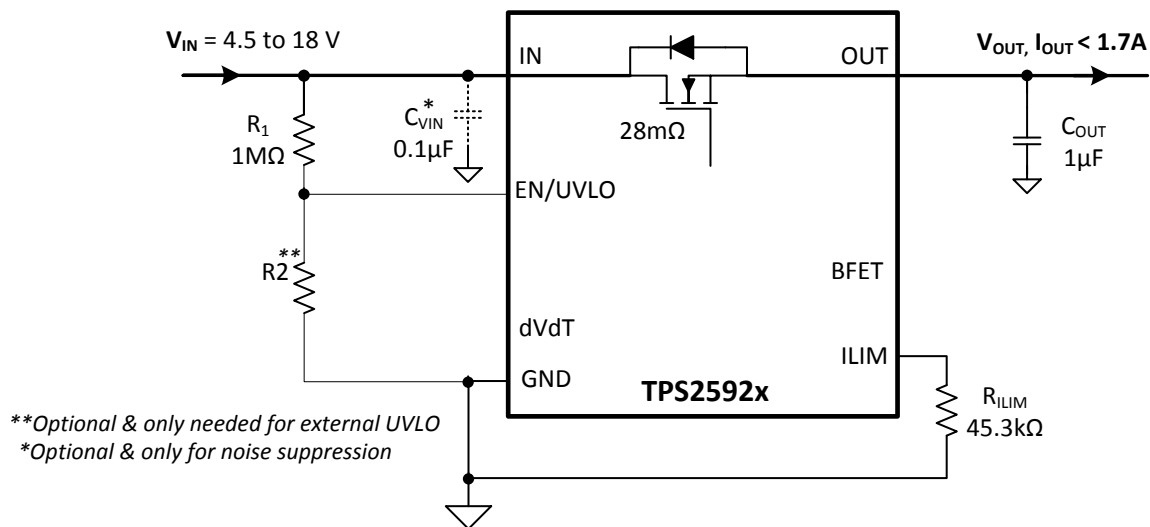 V_IN = 4.5 to 18 V
IN
OUT
V_OUT, I_OUT < 1.7A
R_1
1MΩ
C_VIN*
0.1µF
28mΩ
C_OUT
1µF
EN/UVLO
R2**
BFET
dVdT
ILIM
GND
TPS2592x
R_ILIM
45.3kΩ
**Optional & only needed for external UVLO
*Optional & only for noise suppression